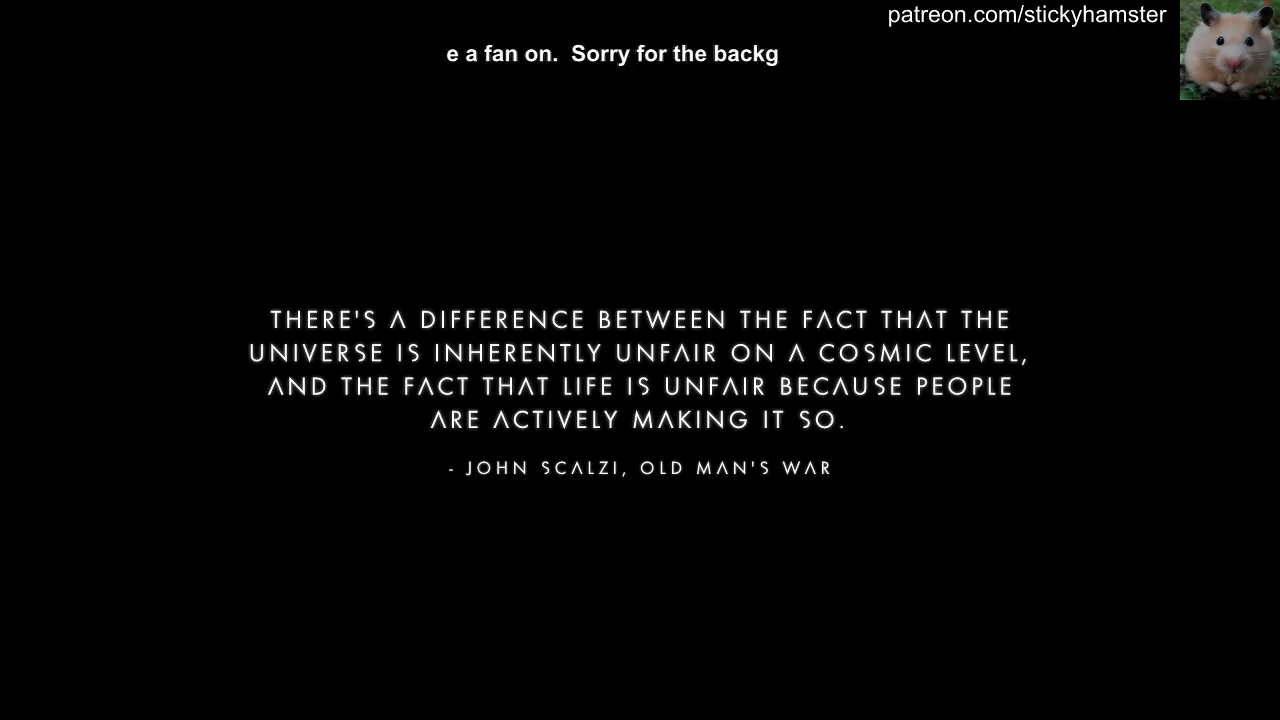 patreon.com/stickyhamster
e a fan on.  Sorry for the backg
THERE'S A DIFFERENCE BETWEEN THE FACT THAT THE
UNIVERSE IS INHERENTLY UNFAIR ON A COSMIC LEVEL,
AND THE FACT THAT LIFE IS UNFAIR BECAUSE PEOPLE
ARE ACTIVELY MAKING IT SO.
- JOHN SCALZI, OLD MAN'S WAR